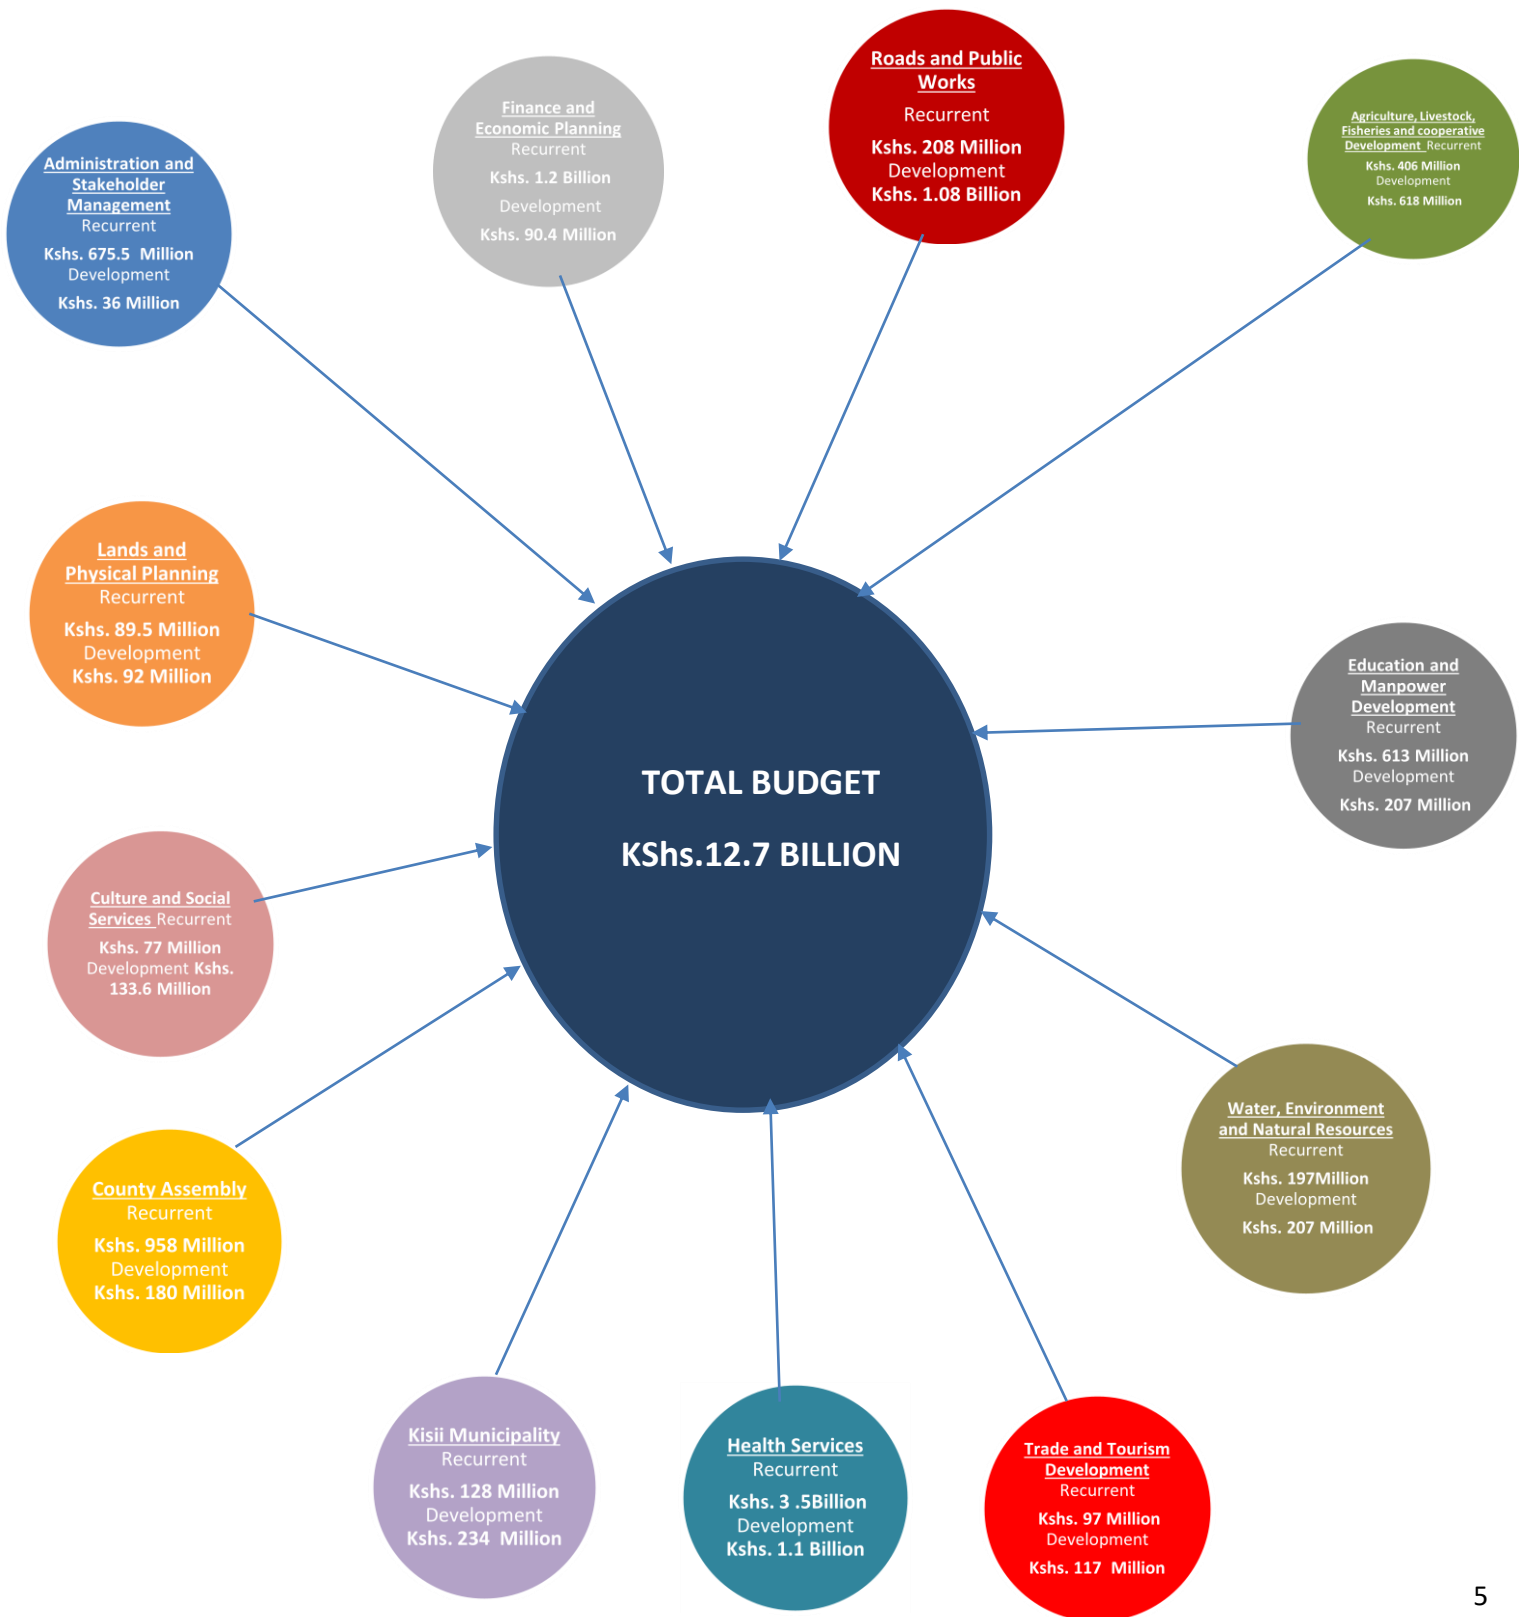 Roads and Public
Works
Recurrent
Kshs. 208 Million
Development
Kshs. 1.08 Billion
Finance and
Economic Planning
Recurrent
Kshs. 1.2 Billion
Development
Kshs. 90.4 Million
Agriculture, Livestock,
Fisheries and cooperative
Development Recurrent
Kshs. 406 Million
Development
Kshs. 618 Million
Administration and
Stakeholder
Management
Recurrent
Kshs. 675.5 Million
Development
Kshs. 36 Million
Lands and
Physical Planning
Recurrent
Kshs. 89.5 Million
Development
Kshs. 92 Million
Education and
Manpower
Development
Recurrent
Kshs. 613 Million
Development
Kshs. 207 Million
TOTAL BUDGET
KShs.12.7 BILLION
Culture and Social
Services Recurrent
Kshs. 77 Million
Development Kshs.
133.6 Million
Water, Environment
and Natural Resources
Recurrent
Kshs. 197Million
Development
Kshs. 207 Million
County Assembly
Recurrent
Kshs. 958 Million
Development
Kshs. 180 Million
Kisii Municipality
Recurrent
Kshs. 128 Million
Development
Kshs. 234 Million
Health Services
Recurrent
Kshs. 3 .5Billion
Development
Kshs. 1.1 Billion
Trade and Tourism
Development
Recurrent
Kshs. 97 Million
Development
Kshs. 117 Million
5